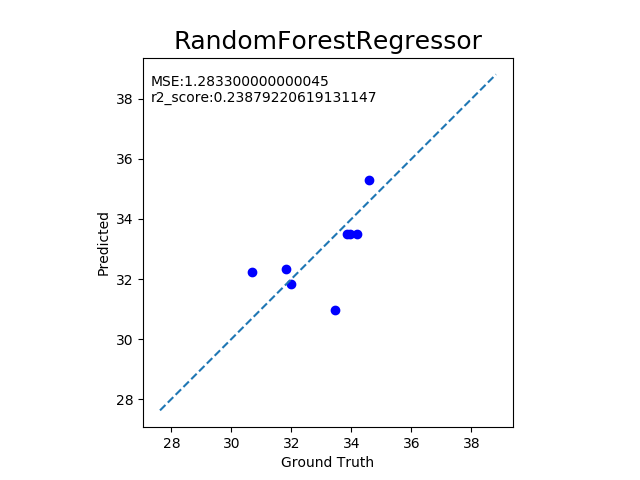 RandomForestRegressor
MSE:1.283300000000045
r2_score:0.23879220619131147
38
36
34
32
30
28
Predicted
28 30 32 34 36 38
Ground Truth